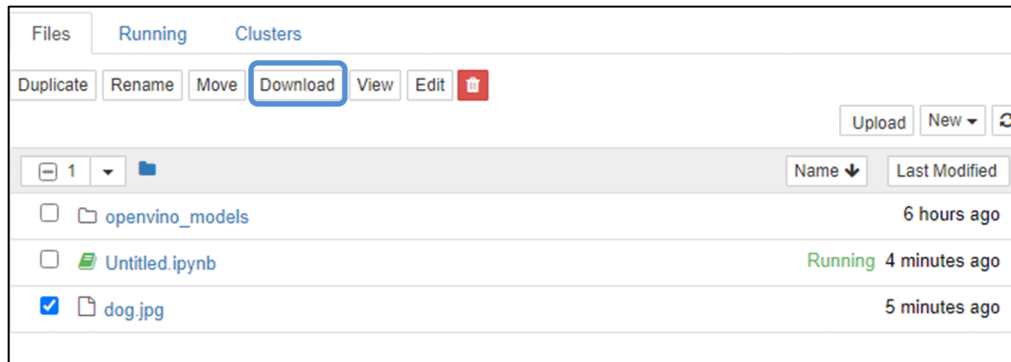 Files Running Clusters
Duplicate Rename Move Download View Edit
Upload New
1 Name Last Modified
openvino_models 6 hours ago
Untitled.ipynb Running 4 minutes ago
dog.jpg 5 minutes ago